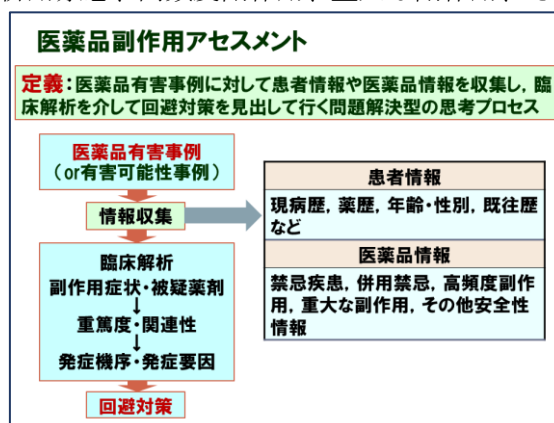 医薬品副作用アセスメント
定義：医薬品有害事例に対して患者情報や医薬品情報を収集し，臨
床解析を介して回避対策を見出して行く問題解決型の思考プロセス
医薬品有害事例
（or有害可能性事例）
情報収集
臨床解析
副作用症状・被疑薬剤
↓
重篤度・関連性
↓
発症機序・発症要因
回避対策
患者情報
現病歴，薬歴，年齢・性別，既往歴
など
医薬品情報
禁忌疾患，併用禁忌，高頻度副作
用，重大な副作用，その他安全性
情報